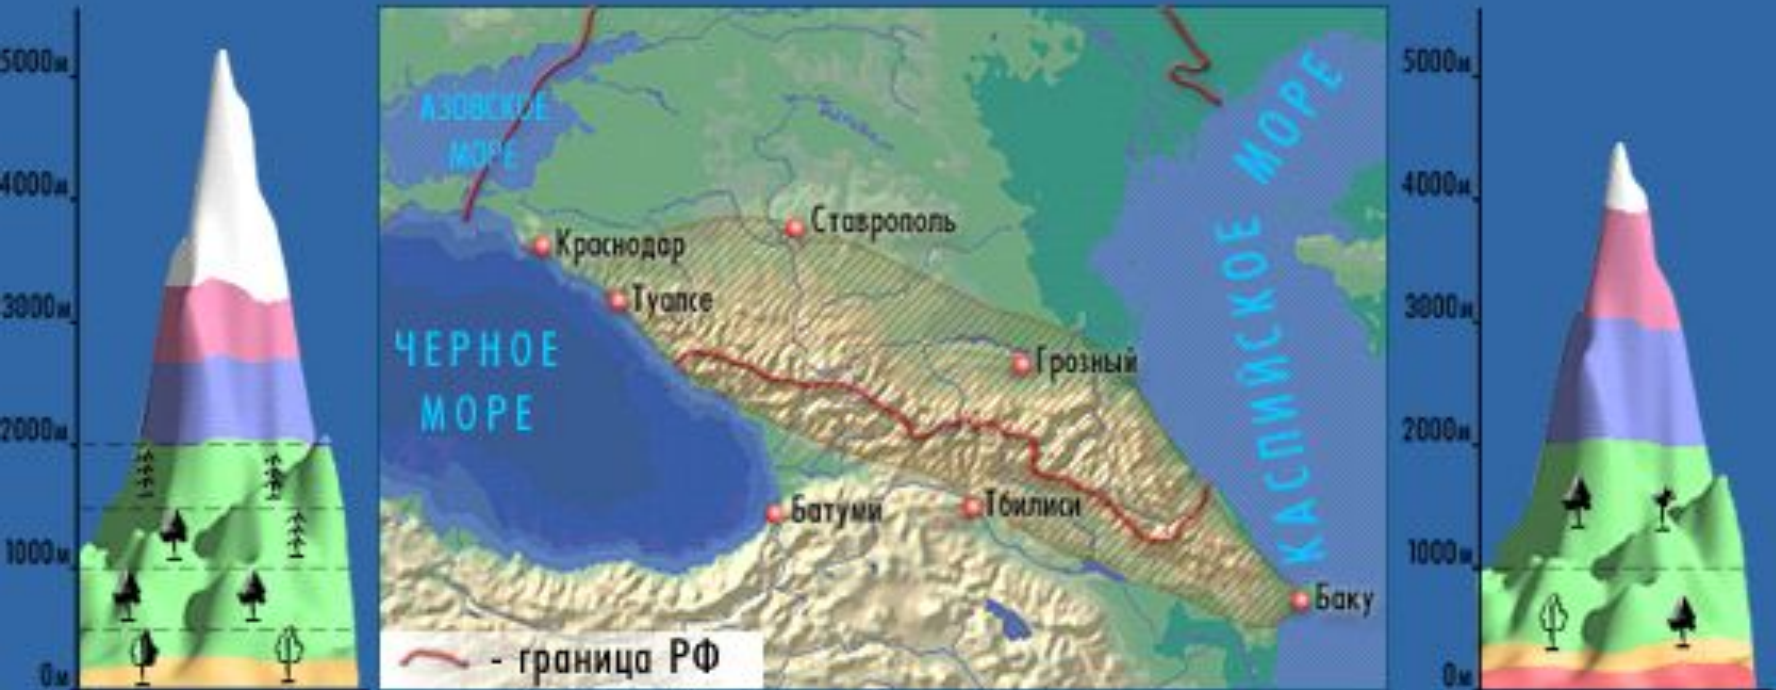 5000м
4000м
3000м
2000м
1000м
0м
АЗОВСКОЕ
МОРЕ
ЧЕРНОЕ
МОРЕ
КАСПИЙСКОЕ МОРЕ
Ставрополь
Краснодар
Туапсе
Грозный
Батуми
Тбилиси
Баку
- граница РФ
5000м
4000м
3000м
2000м
1000м
0м